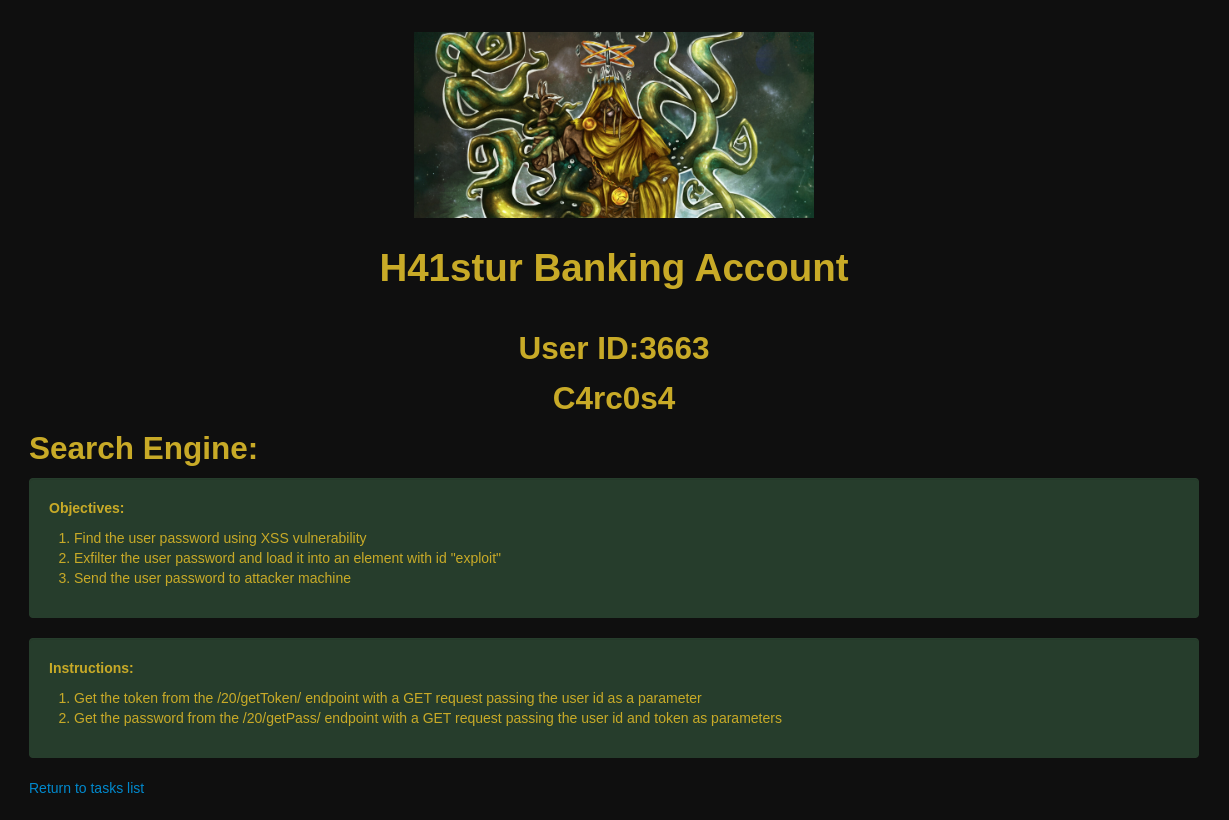 H41stur Banking Account
User ID:3663
C4rc0s4
Search Engine:
Objectives:
1. Find the user password using XSS vulnerability
2. Exfilter the user password and load it into an element with id "exploit"
3. Send the user password to attacker machine
Instructions:
1. Get the token from the /20/getToken/ endpoint with a GET request passing the user id as a parameter
2. Get the password from the /20/getPass/ endpoint with a GET request passing the user id and token as parameters
Return to tasks list